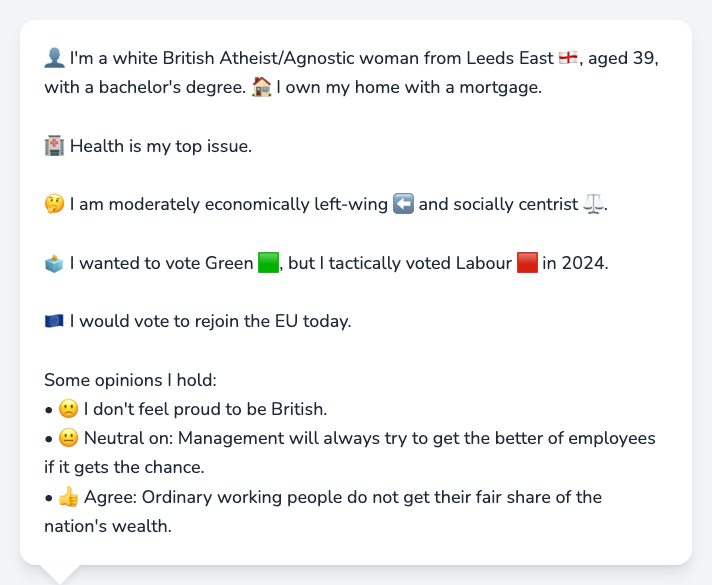 👤 I'm a white British Atheist/Agnostic woman from Leeds East 🏴󠁧󠁢󠁥󠁮󠁧󠁿, aged 39,
with a bachelor's degree. 🏠 I own my home with a mortgage.
🏥 Health is my top issue.
🤔 I am moderately economically left-wing ⬅️ and socially centrist ⚖️.
🗳️ I wanted to vote Green 🟩, but I tactically voted Labour 🟥 in 2024.
🇪🇺 I would vote to rejoin the EU today.
Some opinions I hold:
• 🙁 I don't feel proud to be British.
• 😐 Neutral on: Management will always try to get the better of employees
if it gets the chance.
• 👍 Agree: Ordinary working people do not get their fair share of the
nation's wealth.